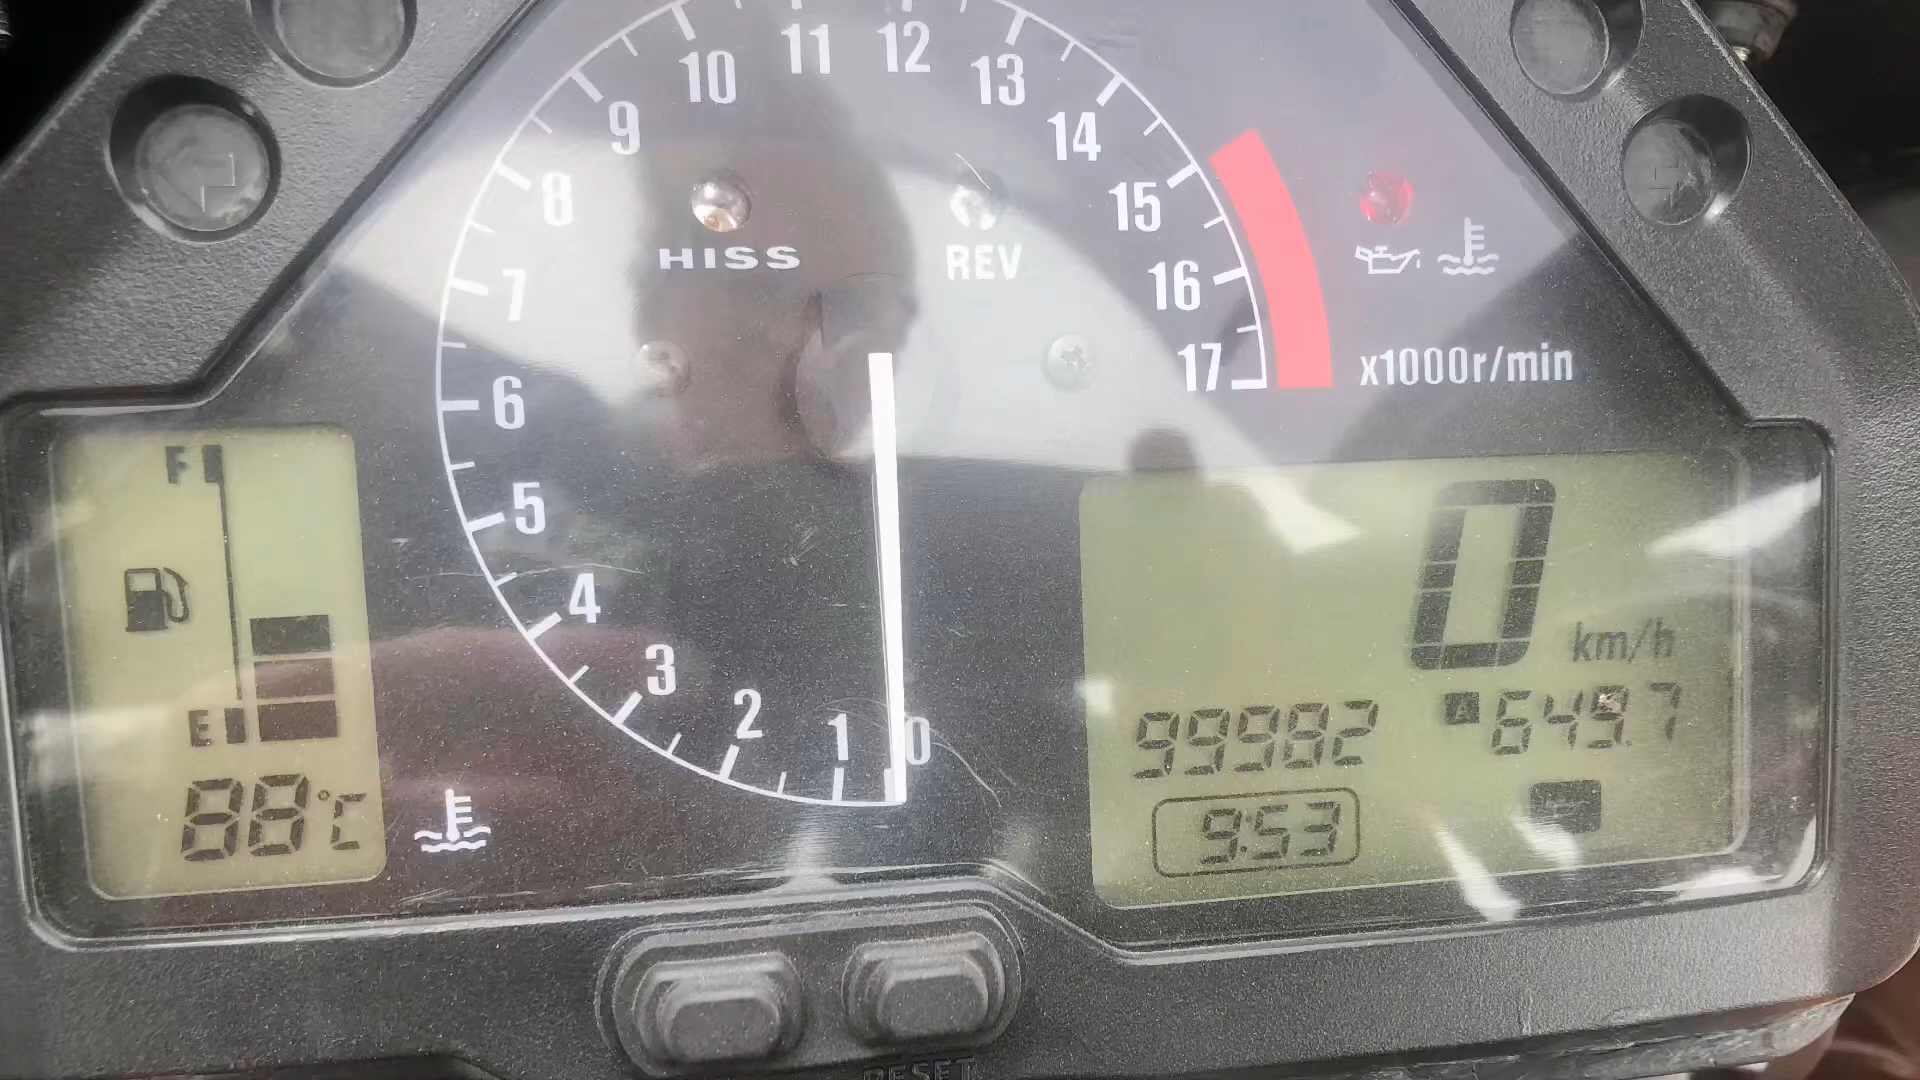 11 12
10 13
9 14
8 15
HISS REV
7 16
17 x1000r/min
6
F
5
4
3
2
1 0
E
88°C
0 km/h
99982 A 649.7
9:53
RESET